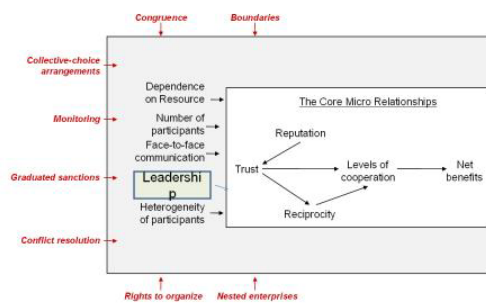 Congruence
Boundaries
Collective-choice
arrangements
Monitoring
Graduated sanctions
Conflict resolution
Rights to organize
Nested enterprises
Dependence
on Resource
Number of
participants
Face-to-face
communication
Leadershi
p
Heterogeneity
of participants
The Core Micro Relationships
Reputation
Trust
Levels of
cooperation
Net
benefits
Reciprocity